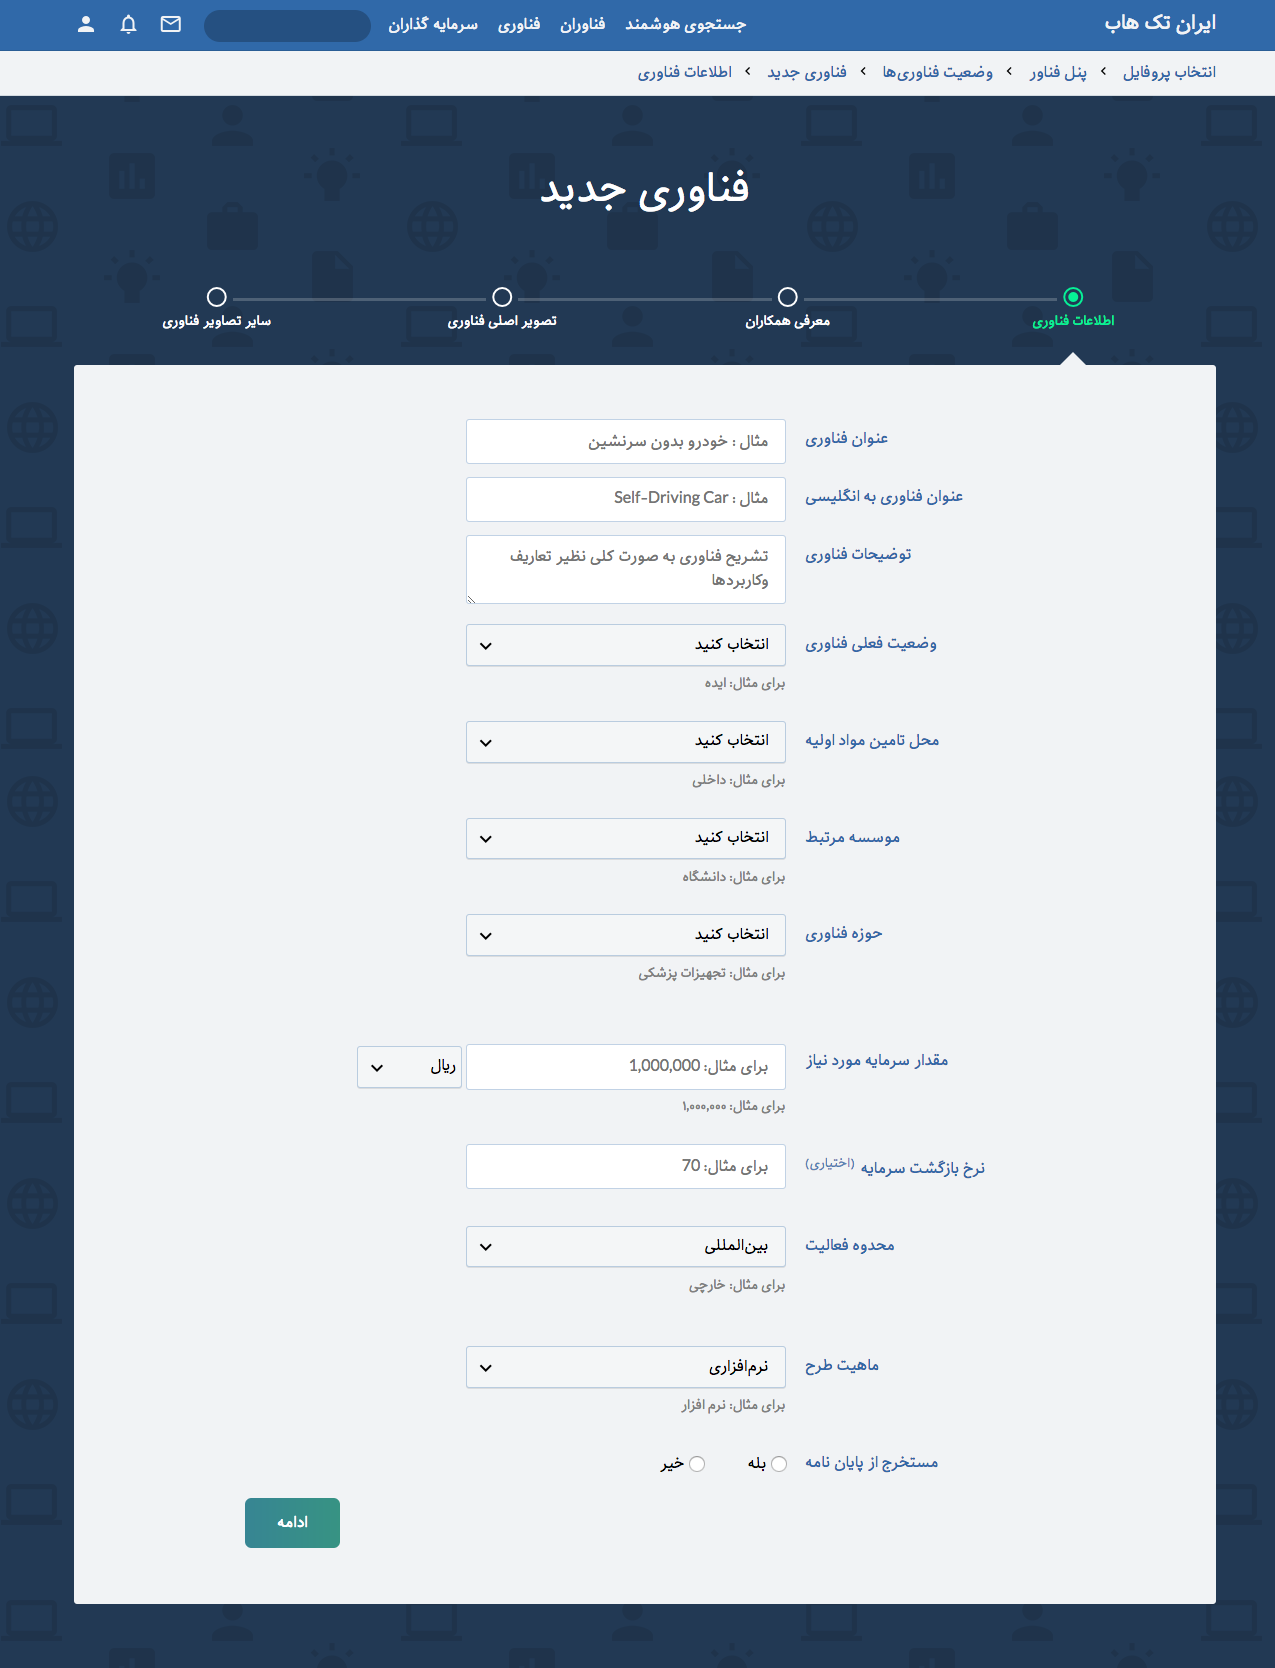 ایران تک هاب
جستجوی هوشمند
فناوران
فناوری
سرمایه گذاران
انتخاب پروفایل
پنل فناور
وضعیت فناوری‌ها
فناوری جدید
اطلاعات فناوری
فناوری جدید
اطلاعات فناوری
معرفی همکاران
تصویر اصلی فناوری
سایر تصاویر فناوری
عنوان فناوری
مثال : خودرو بدون سرنشین
عنوان فناوری به انگلیسی
مثال : Self-Driving Car
توضیحات فناوری
تشریح فناوری به صورت کلی نظیر تعاریف
وکاربردها
وضعیت فعلی فناوری
انتخاب کنید
برای مثال: ایده
محل تامین مواد اولیه
انتخاب کنید
برای مثال: داخلی
موسسه مرتبط
انتخاب کنید
برای مثال: دانشگاه
حوزه فناوری
انتخاب کنید
برای مثال: تجهیزات پزشکی
مقدار سرمایه مورد نیاز
برای مثال: 1,000,000
ریال
برای مثال: ۱,۰۰۰,۰۰۰
نرخ بازگشت سرمایه (اختیاری)
برای مثال: 70
محدوه فعالیت
بین‌المللی
برای مثال: خارچی
ماهیت طرح
نرم‌افزاری
برای مثال: نرم افزار
مستخرج از پایان نامه
بله
خیر
ادامه